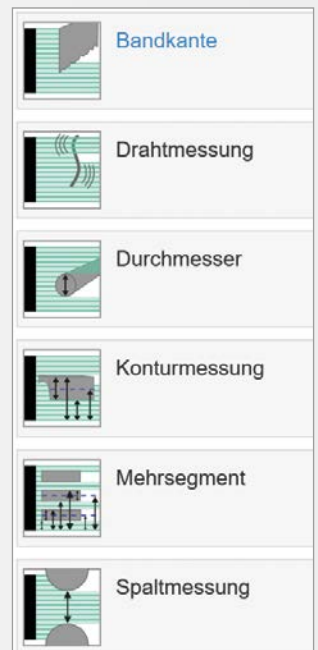 Bandkante
Drahtmessung
Durchmesser
Konturmessung
Mehrsegment
Spaltmessung